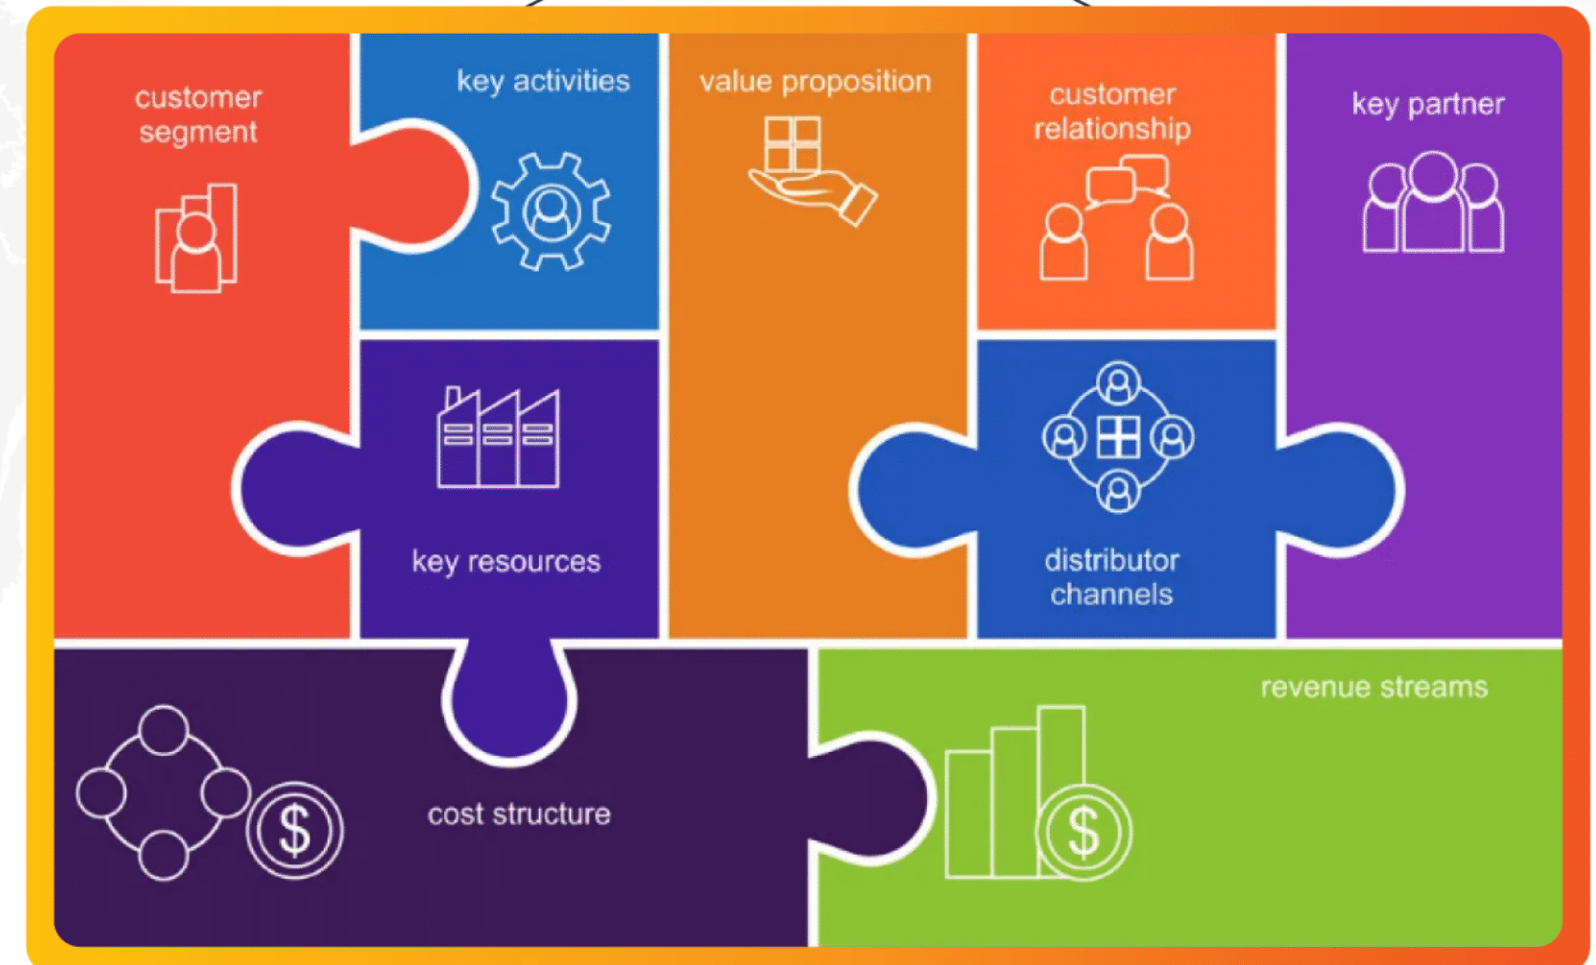 customer
segment
key activities
value proposition
customer
relationship
key partner
key resources
distributor
channels
cost structure
$
revenue streams
$